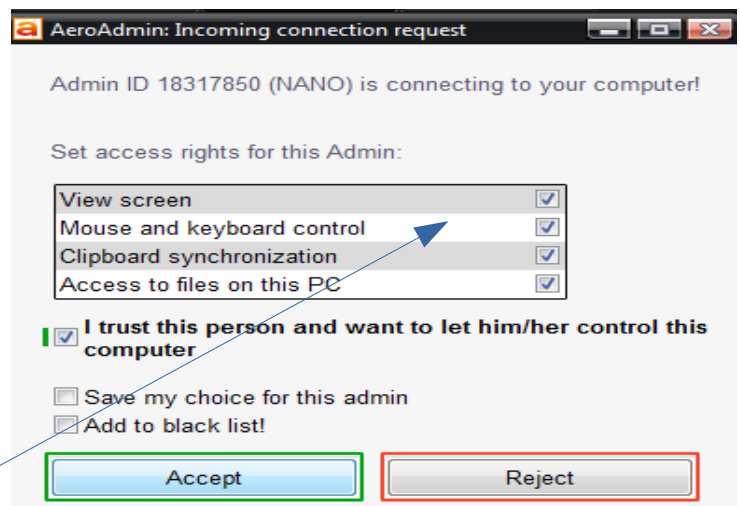 AeroAdmin: Incoming connection request
Admin ID 18317850 (NANO) is connecting to your computer!
Set access rights for this Admin:
View screen
Mouse and keyboard control
Clipboard synchronization
Access to files on this PC
I trust this person and want to let him/her control this
computer
Save my choice for this admin
Add to black list!
Accept Reject